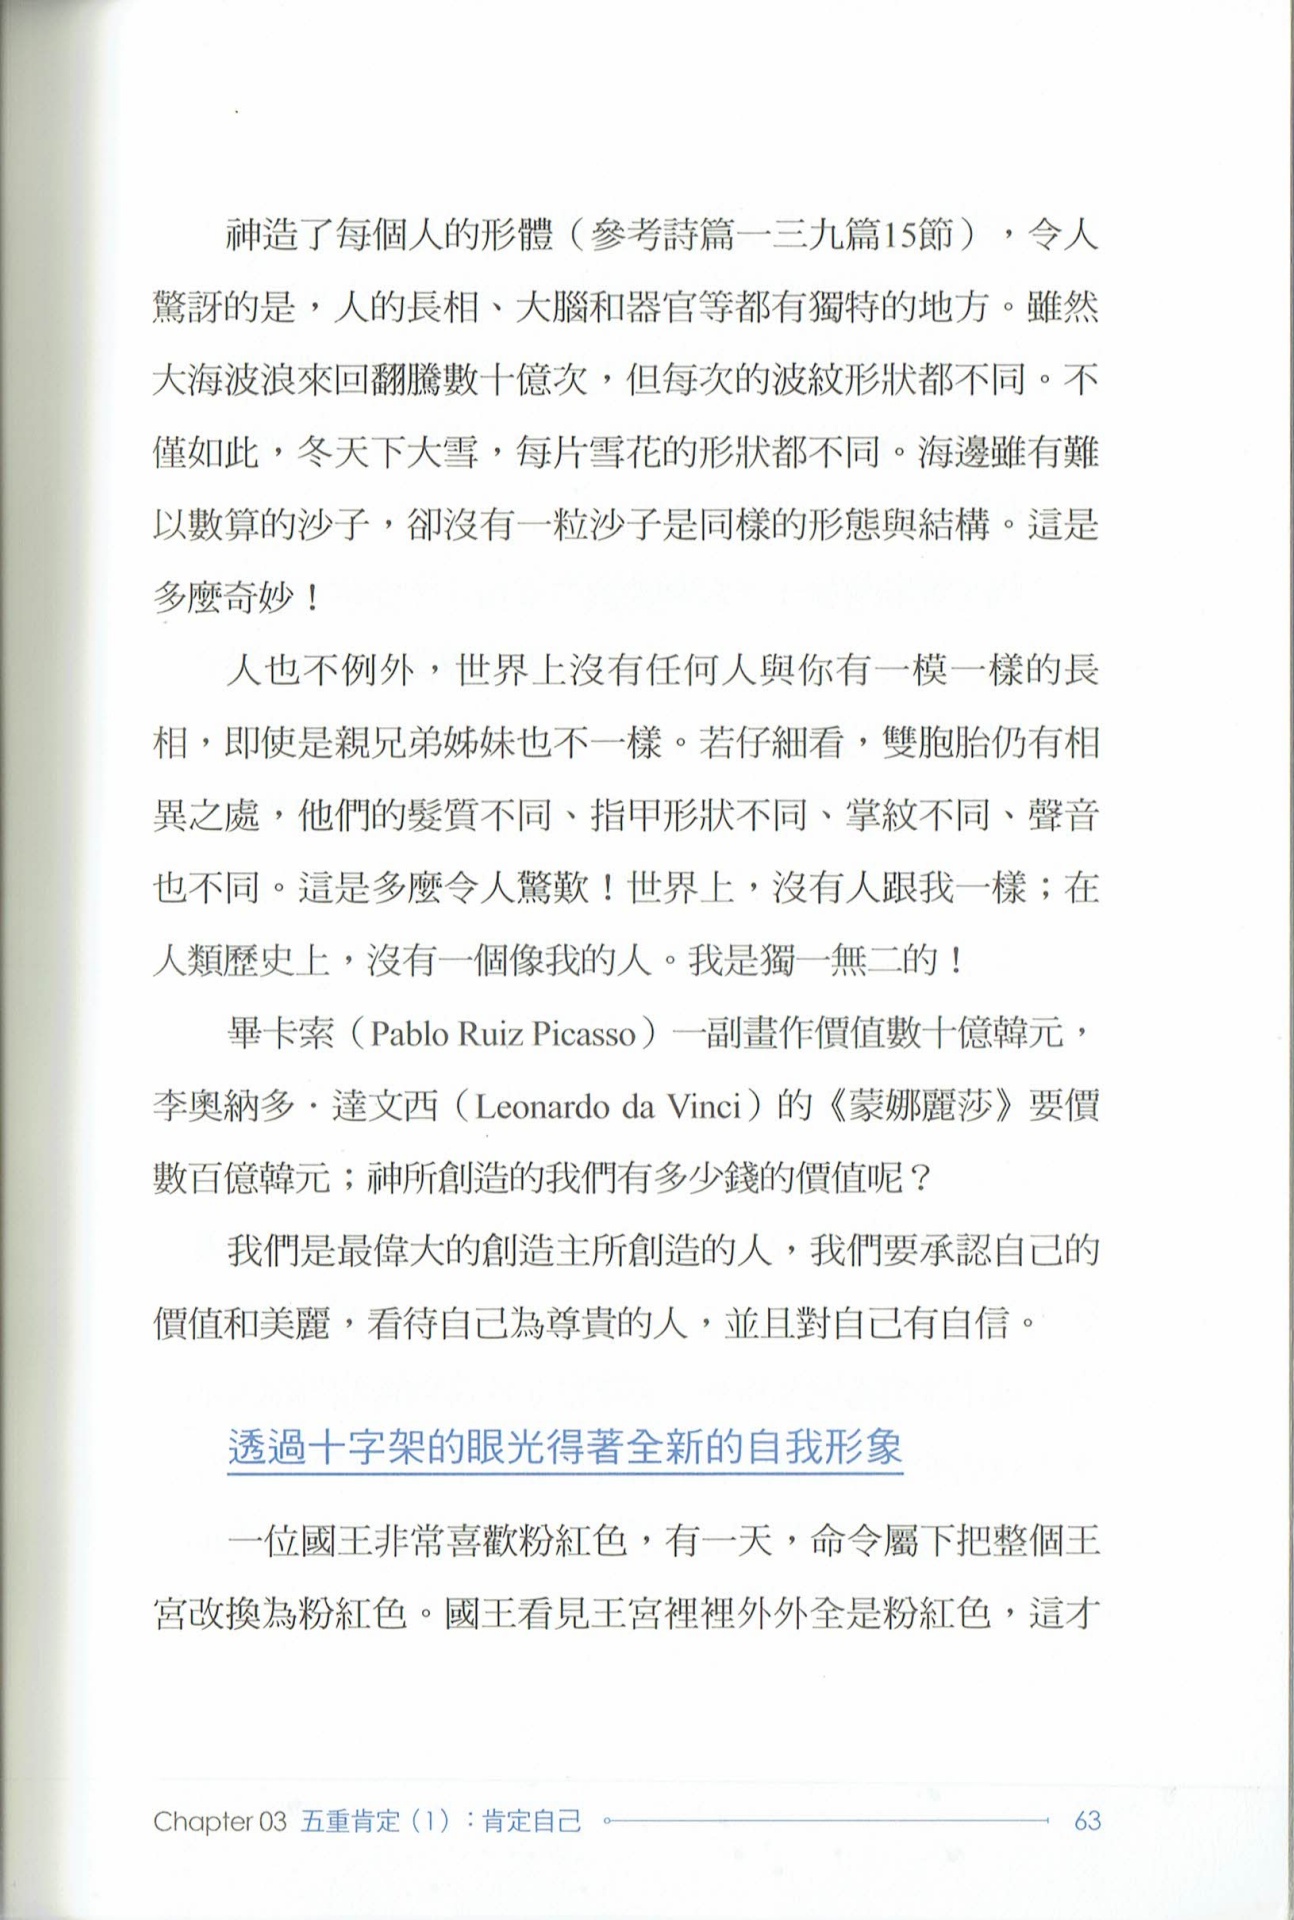 神造了每個人的形體（參考詩篇一三九篇15節），令人
驚訝的是，人的長相、大腦和器官等都有獨特的地方。雖然
大海波浪來回翻騰數十億次，但每次的波紋形狀都不同。不
僅如此，冬天下大雪，每片雪花的形狀都不同。海邊雖有難
以數算的沙子，卻沒有一粒沙子是同樣的形態與結構。這是
多麼奇妙！
人也不例外，世界上沒有任何人與你有一模一樣的長
相，即使是親兄弟姊妹也不一樣。若仔細看，雙胞胎仍有相
異之處，他們的髮質不同、指甲形狀不同、掌紋不同、聲音
也不同。這是多麼令人驚歎！世界上，沒有人跟我一樣；在
人類歷史上，沒有一個像我的人。我是獨一無二的！
畢卡索（Pablo Ruiz Picasso）一副畫作價值數十億韓元，
李奧納多．達文西（Leonardo da Vinci）的《蒙娜麗莎》要價
數百億韓元；神所創造的我們有多少錢的價值呢？
我們是最偉大的創造主所創造的人，我們要承認自己的
價值和美麗，看待自己為尊貴的人，並且對自己有自信。
透過十字架的眼光得著全新的自我形象
一位國王非常喜歡粉紅色，有一天，命令屬下把整個王
宮改換為粉紅色。國王看見王宮裡裡外外全是粉紅色，這才
Chapter 03 五重肯定（1）：肯定自己 63